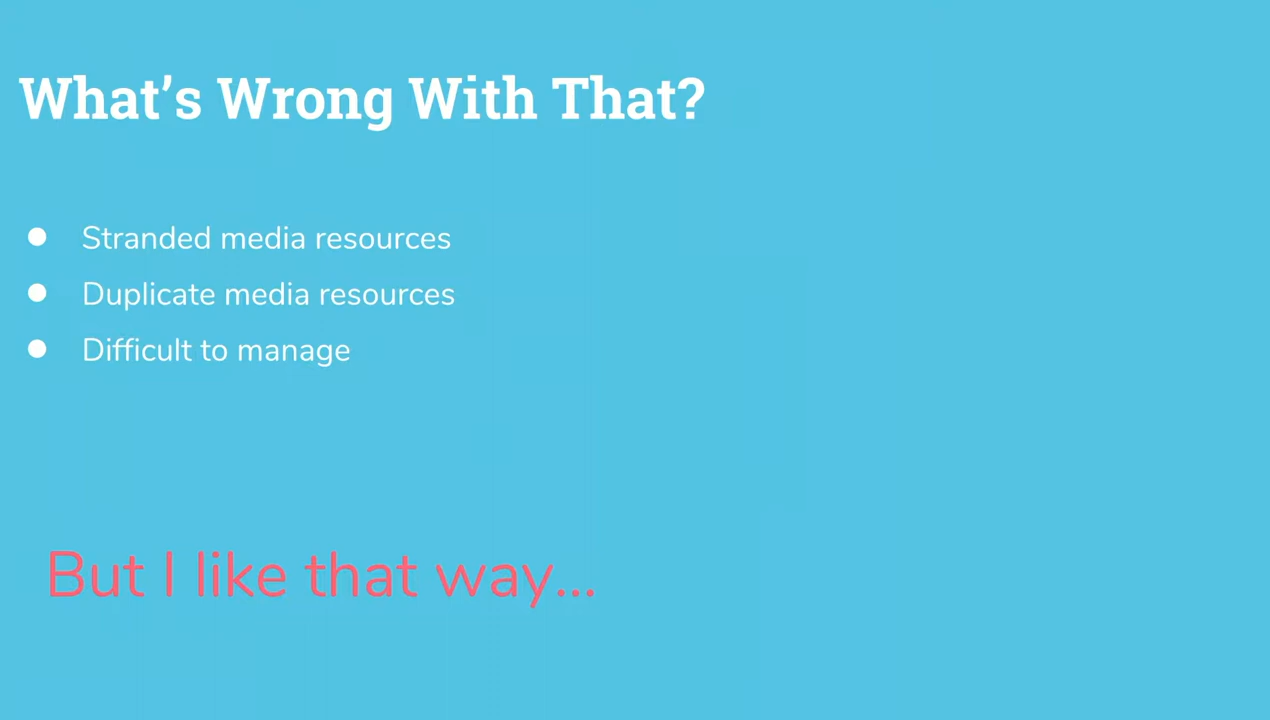 What’s Wrong With That?
● Stranded media resources
● Duplicate media resources
● Difficult to manage
But I like that way...